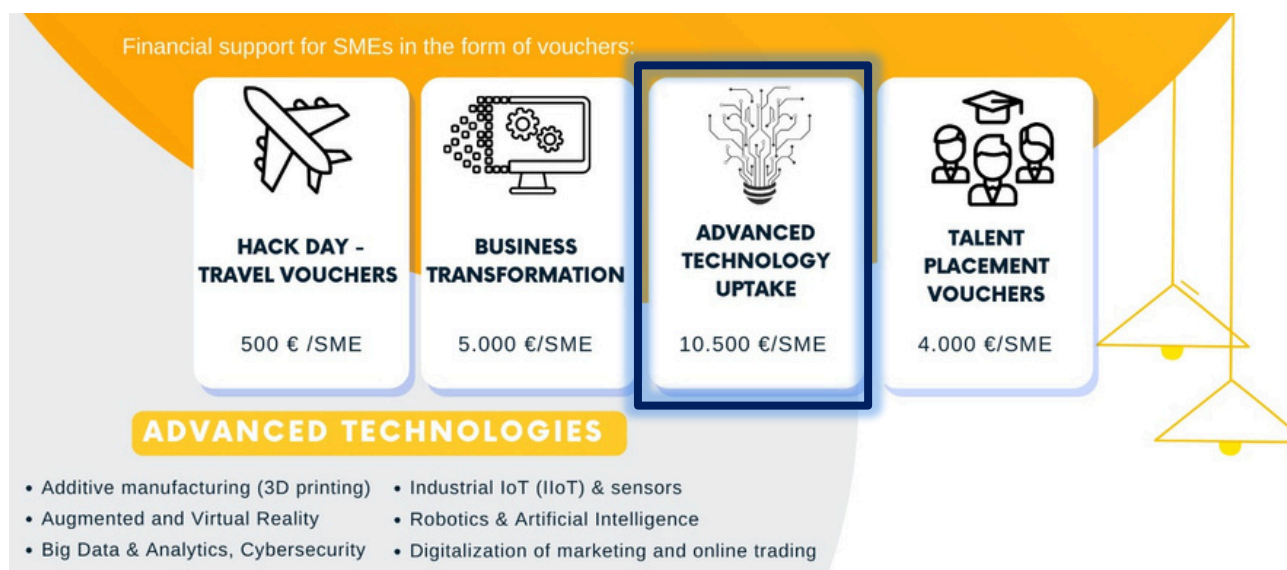 Financial support for SMEs in the form of vouchers:
HACK DAY -
TRAVEL VOUCHERS
500 € /SME
BUSINESS
TRANSFORMATION
5.000 €/SME
ADVANCED
TECHNOLOGY
UPTAKE
10.500 €/SME
TALENT
PLACEMENT
VOUCHERS
4.000 €/SME
ADVANCED TECHNOLOGIES
• Additive manufacturing (3D printing)
• Augmented and Virtual Reality
• Big Data & Analytics, Cybersecurity
• Industrial IoT (IIoT) & sensors
• Robotics & Artificial Intelligence
• Digitalization of marketing and online trading